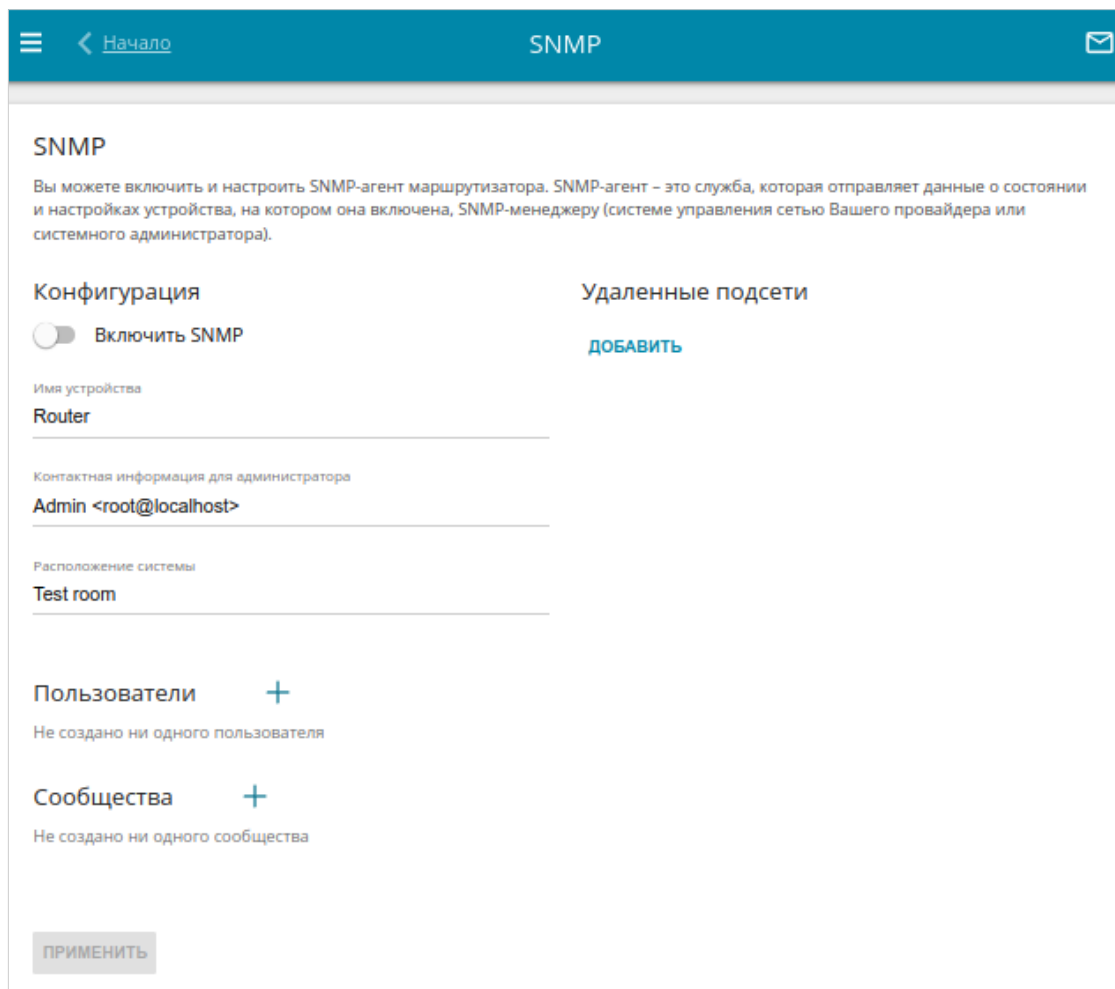 Начало
SNMP
SNMP
Вы можете включить и настроить SNMP-агент маршрутизатора. SNMP-агент – это служба, которая отправляет данные о состоянии
и настройках устройства, на котором она включена, SNMP-менеджеру (системе управления сетью Вашего провайдера или
системного администратора).
Конфигурация
Включить SNMP
Имя устройства
Router
Контактная информация для администратора
Admin <root@localhost>
Расположение системы
Test room
Удаленные подсети
ДОБАВИТЬ
Пользователи
Не создано ни одного пользователя
Сообщества
Не создано ни одного сообщества
ПРИМЕНИТЬ